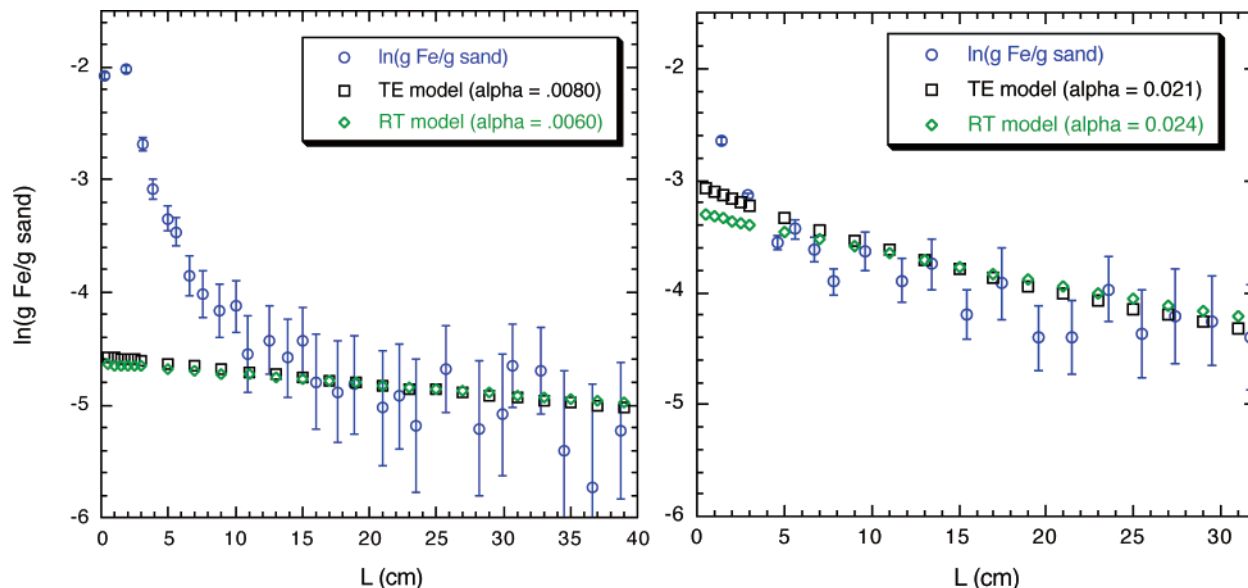 ln(g Fe/g sand)
TE model (alpha = .0080)
RT model (alpha = .0060)
-2
-3
-4
-5
-6
0 5 10 15 20 25 30 35 40
L (cm)
ln(g Fe/g sand)
ln(g Fe/g sand)
TE model (alpha = 0.021)
RT model (alpha = 0.024)
-2
-3
-4
-5
-6
0 5 10 15 20 25 30
L (cm)